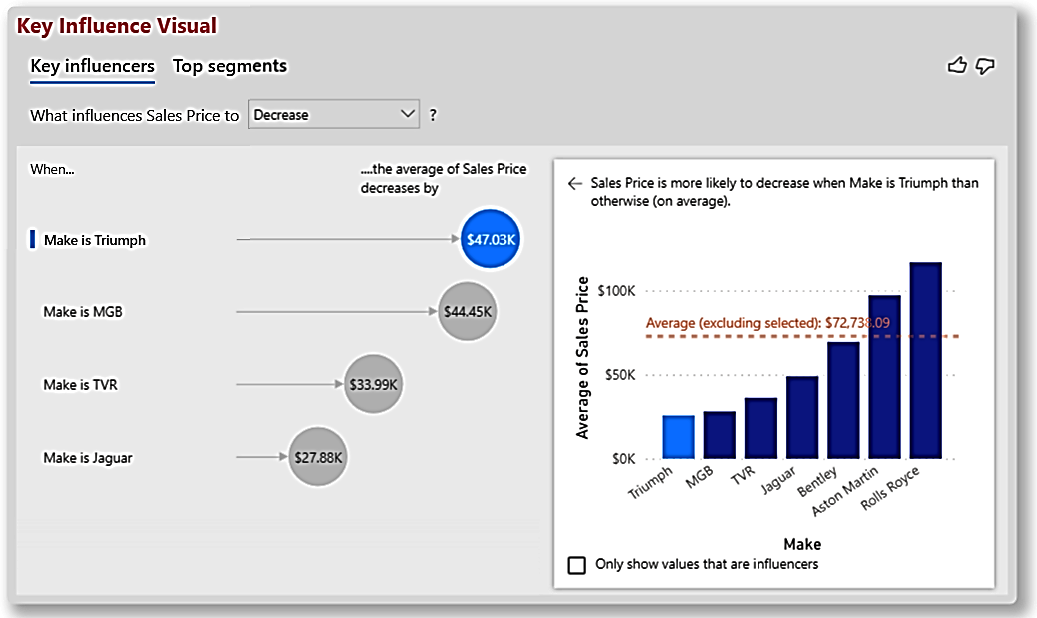 Key Influence Visual
Key influencers Top segments
What influences Sales Price to Decrease ?
When...
....the average of Sales Price
decreases by
Make is Triumph $47.03K
Make is MGB $44.45K
Make is TVR $33.99K
Make is Jaguar $27.88K
Sales Price is more likely to decrease when Make is Triumph than
otherwise (on average).
Average of Sales Price
$100K
Average (excluding selected): $72,738.09
$50K
$0K
Triumph MGB TVR Jaguar Bentley Aston Martin Rolls Royce
Make
Only show values that are influencers